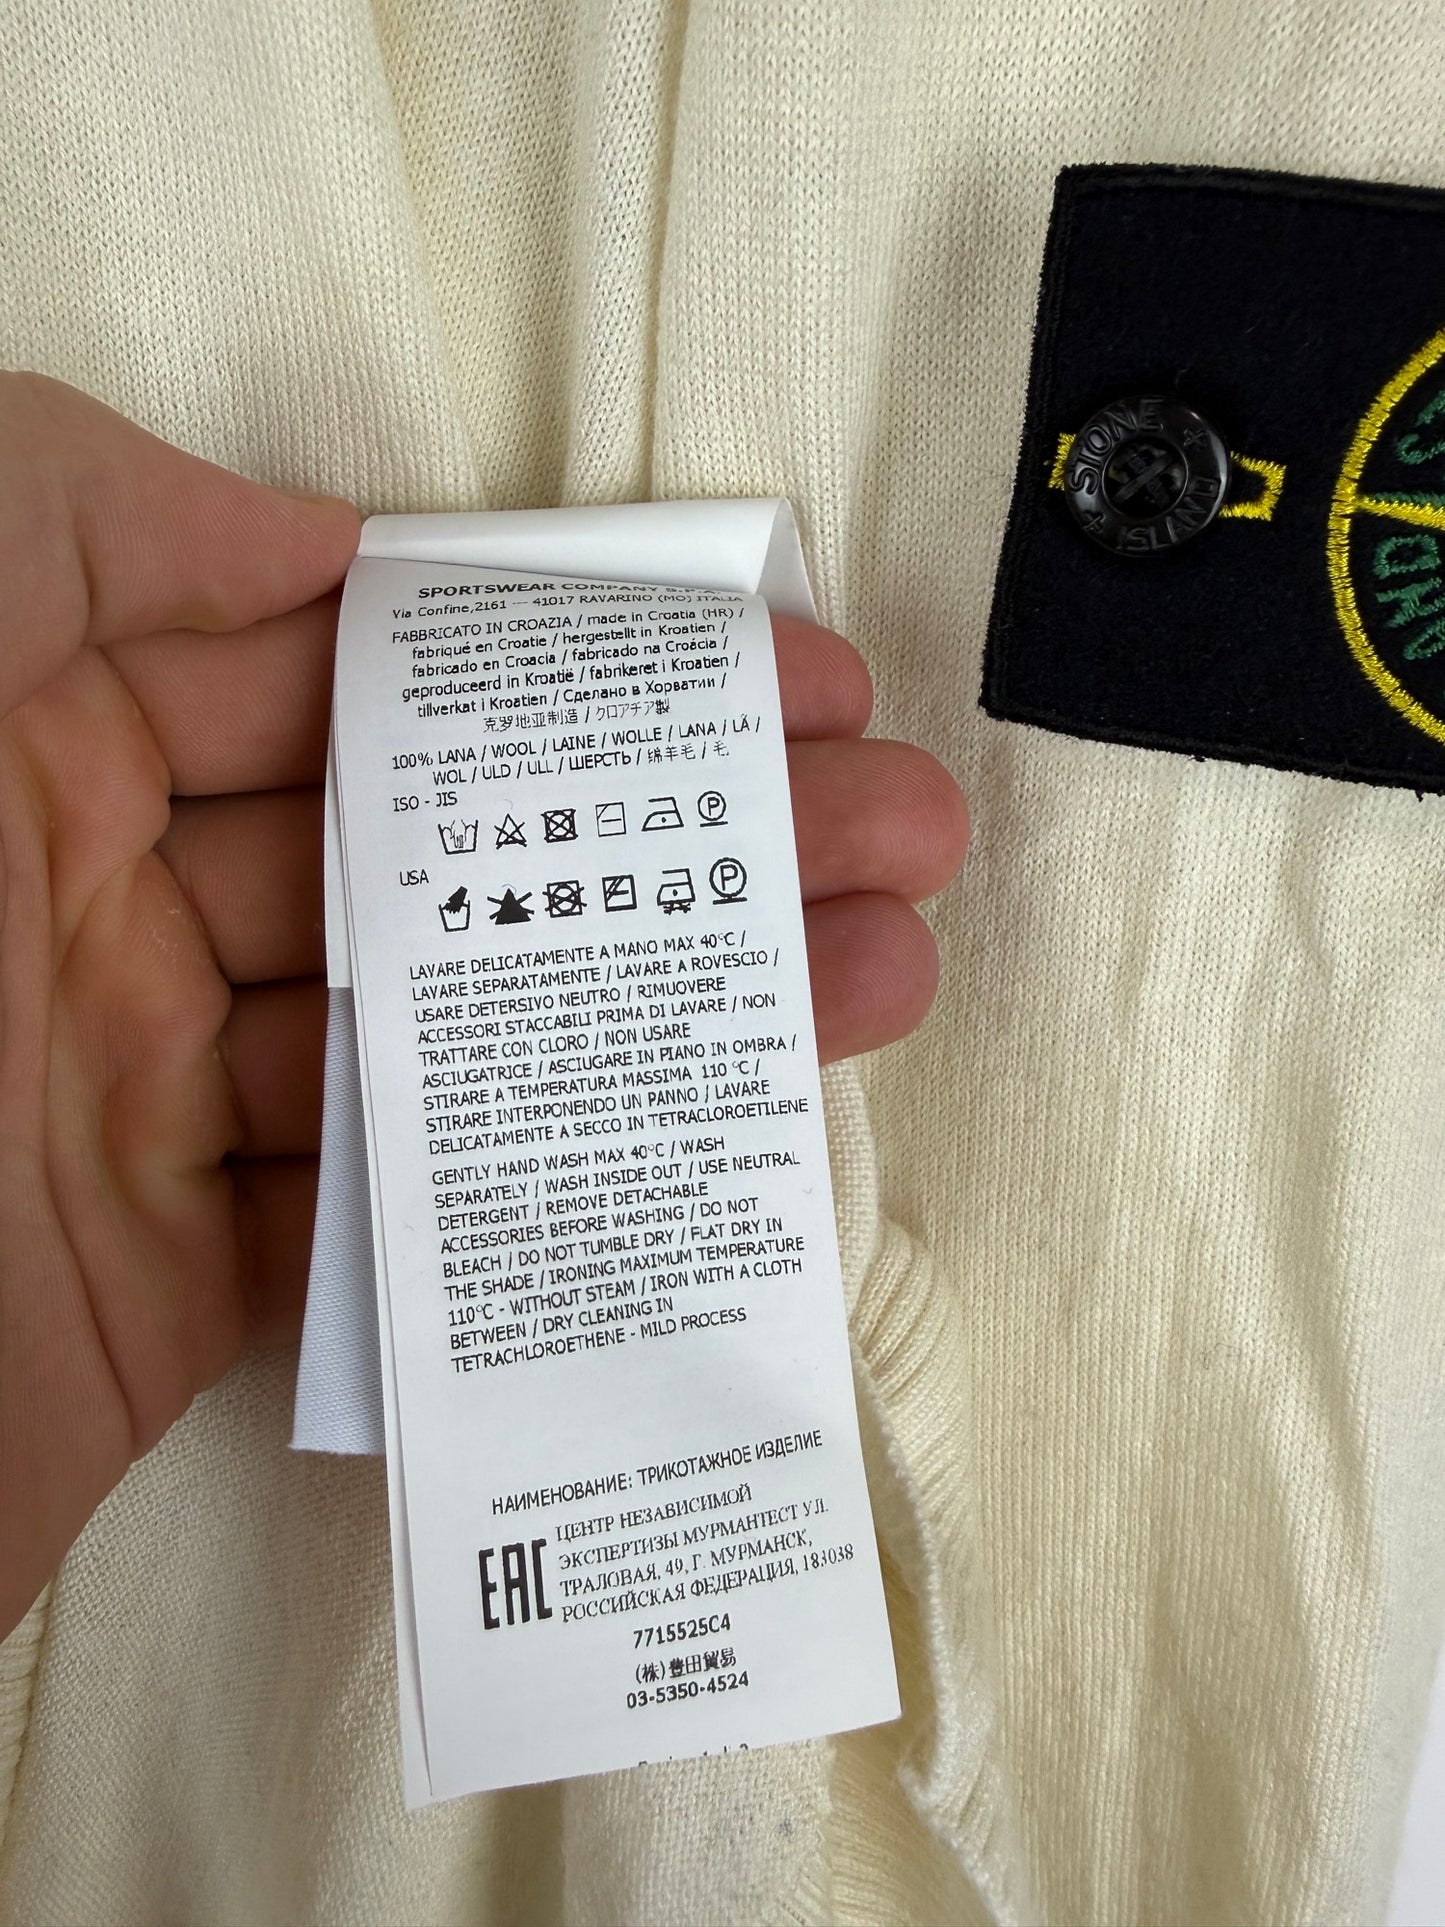 SPORTSWEAR COMPANY S.P.A.
Via Confine,2161 --- 41017 RAVARINO (MO) ITALIA
FABBRICATO IN CROAZIA / made in Croatia (HR) /
fabriqué en Croatie / hergestellt in Kroatien /
fabricado en Croacia / fabricado na Croácia /
geproduceerd in Kroatië / fabrikeret i Kroatien /
tillverkat i Kroatien / Сделано в Хорватии /
克罗地亚制造 / クロアチア製
100% LANA / WOOL / LAINE / WOLLE / LANA / LÃ /
WOL / ULD / ULL / ШЕРСТЬ / 绵羊毛 / 毛
ISO - JIS
P
USA
P
LAVARE DELICATAMENTE A MANO MAX 40°C /
LAVARE SEPARATAMENTE / LAVARE A ROVESCIO /
USARE DETERSIVO NEUTRO / RIMUOVERE
ACCESSORI STACCABILI PRIMA DI LAVARE / NON
TRATTARE CON CLORO / NON USARE
ASCIUGATRICE / ASCIUGARE IN PIANO IN OMBRA /
STIRARE A TEMPERATURA MASSIMA 110 °C /
STIRARE INTERPONENDO UN PANNO / LAVARE
DELICATAMENTE A SECCO IN TETRACLOROETILENE
GENTLY HAND WASH MAX 40°C / WASH
SEPARATELY / WASH INSIDE OUT / USE NEUTRAL
DETERGENT / REMOVE DETACHABLE
ACCESSORIES BEFORE WASHING / DO NOT
BLEACH / DO NOT TUMBLE DRY / FLAT DRY IN
THE SHADE / IRONING MAXIMUM TEMPERATURE
110°C - WITHOUT STEAM / IRON WITH A CLOTH
BETWEEN / DRY CLEANING IN
TETRACHLOROETHENE - MILD PROCESS
НАИМЕНОВАНИЕ: ТРИКОТАЖНОЕ ИЗДЕЛИЕ
EAC
ЦЕНТР НЕЗАВИСИМОЙ
ЭКСПЕРТИЗЫ МУРМАНТЕСТ УЛ.
ТРАЛОВАЯ, 49, Г. МУРМАНСК,
РОССИЙСКАЯ ФЕДЕРАЦИЯ, 183038
7715525C4
(株)豊田貿易
03-5350-4524
STONE
ISLAND